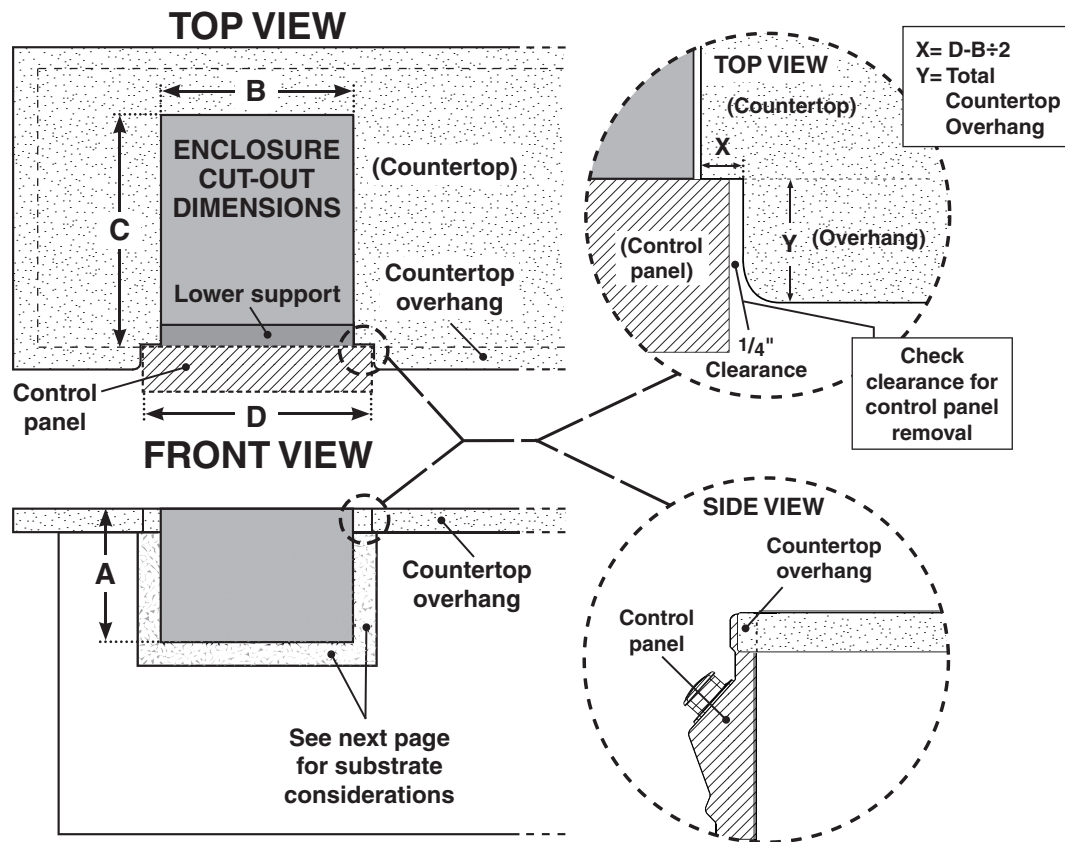 TOP VIEW
B
ENCLOSURE
CUT-OUT
DIMENSIONS
(Countertop)
C
Lower support
Countertop
overhang
Control
panel
D
TOP VIEW
(Countertop)
X
(Control
panel)
Y
(Overhang)
1/4"
Clearance
X= D-B÷2
Y= Total
Countertop
Overhang
Check
clearance for
control panel
removal
FRONT VIEW
A
Countertop
overhang
See next page
for substrate
considerations
SIDE VIEW
Countertop
overhang
Control
panel